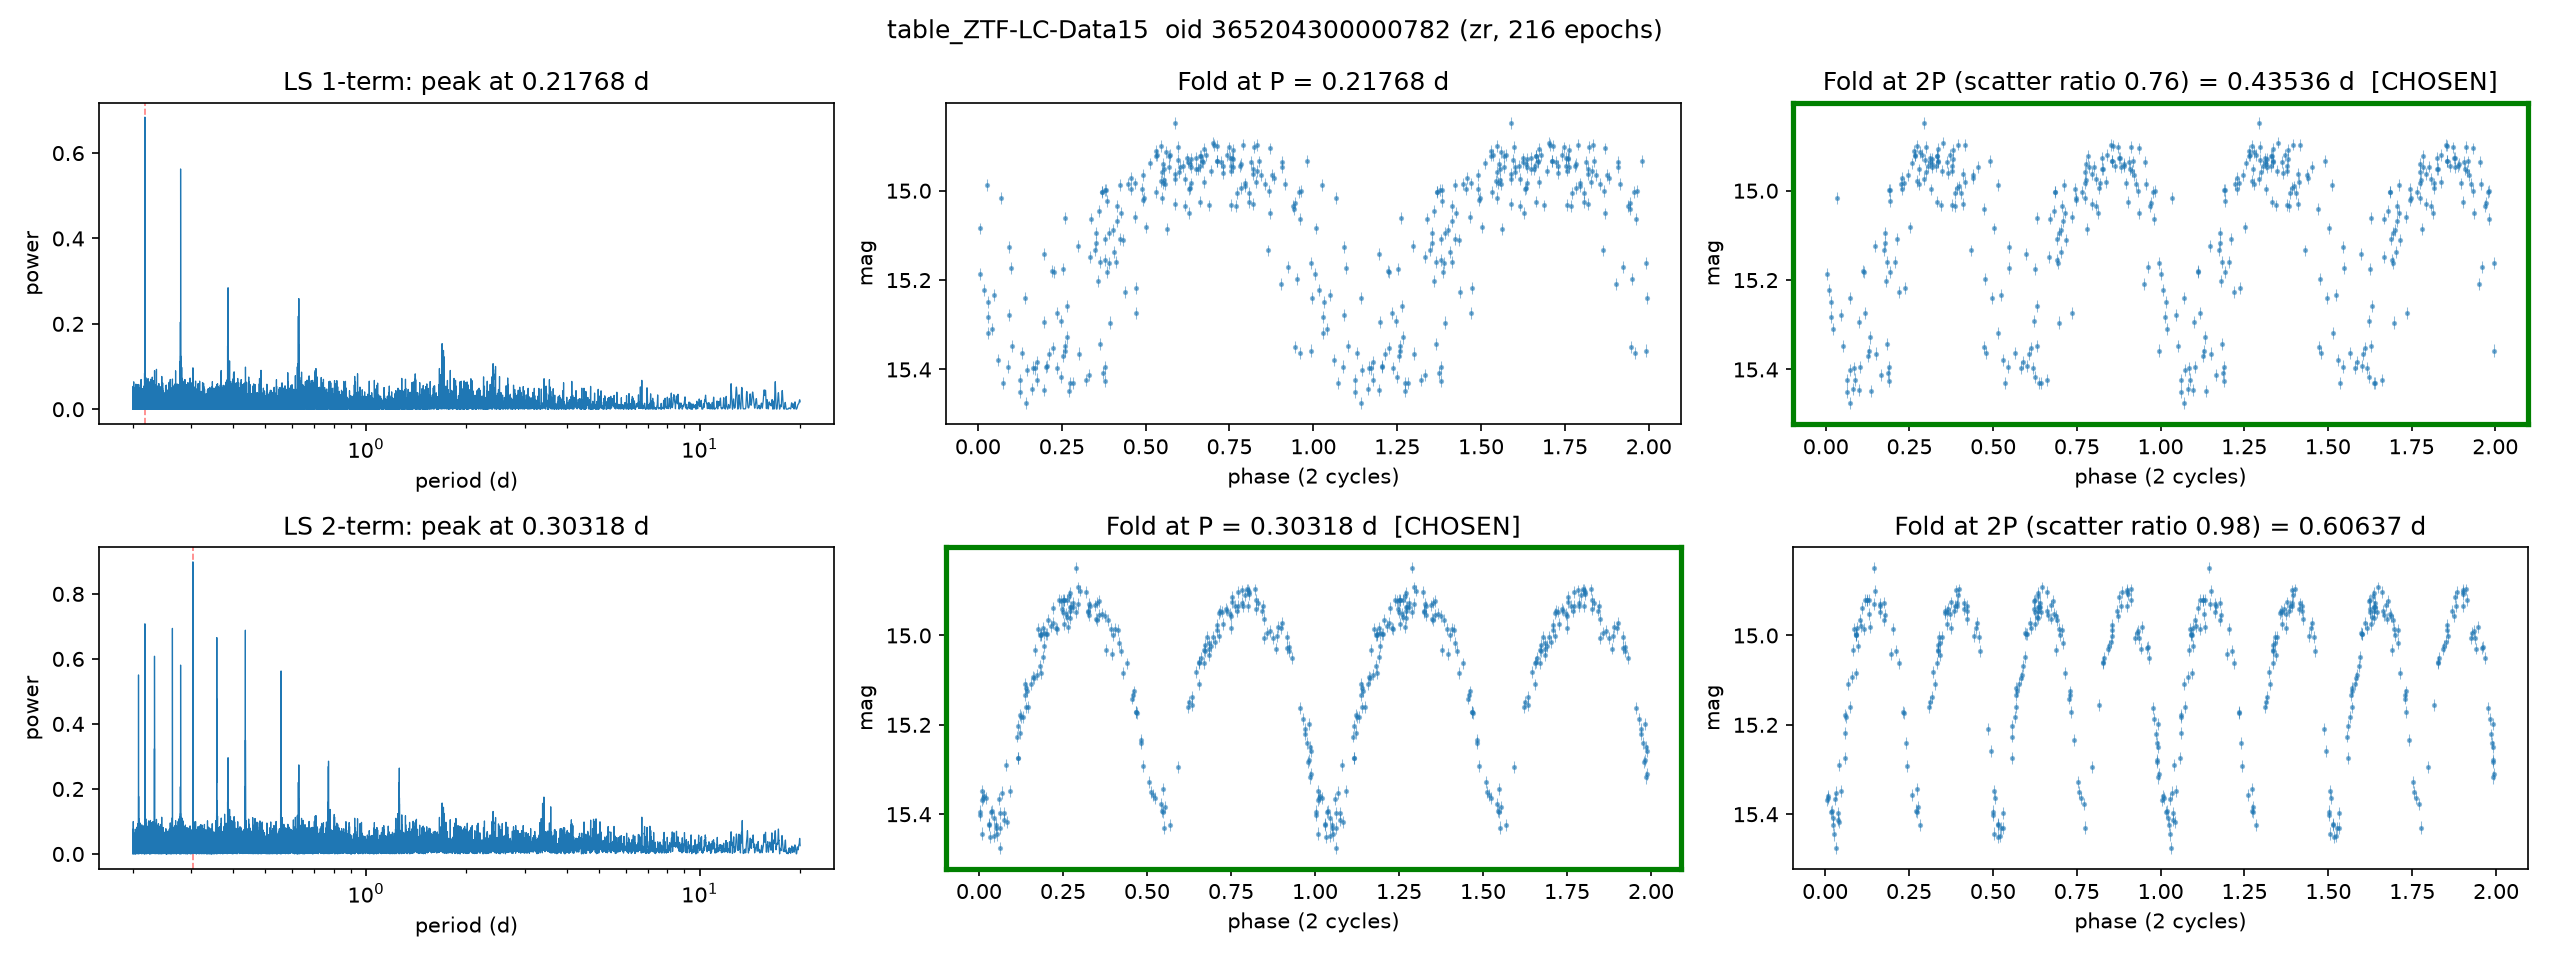 table_ZTF-LC-Data15  oid 365204300000782 (zr, 216 epochs)
LS 1-term: peak at 0.21768 d
power
0.6
0.4
0.2
0.0
10⁰
10¹
period (d)
Fold at P = 0.21768 d
mag
15.0
15.2
15.4
0.00 0.25 0.50 0.75 1.00 1.25 1.50 1.75 2.00
phase (2 cycles)
Fold at 2P (scatter ratio 0.76) = 0.43536 d  [CHOSEN]
mag
15.0
15.2
15.4
0.00 0.25 0.50 0.75 1.00 1.25 1.50 1.75 2.00
phase (2 cycles)
LS 2-term: peak at 0.30318 d
power
0.8
0.6
0.4
0.2
0.0
10⁰
10¹
period (d)
Fold at P = 0.30318 d  [CHOSEN]
mag
15.0
15.2
15.4
0.00 0.25 0.50 0.75 1.00 1.25 1.50 1.75 2.00
phase (2 cycles)
Fold at 2P (scatter ratio 0.98) = 0.60637 d
mag
15.0
15.2
15.4
0.00 0.25 0.50 0.75 1.00 1.25 1.50 1.75 2.00
phase (2 cycles)